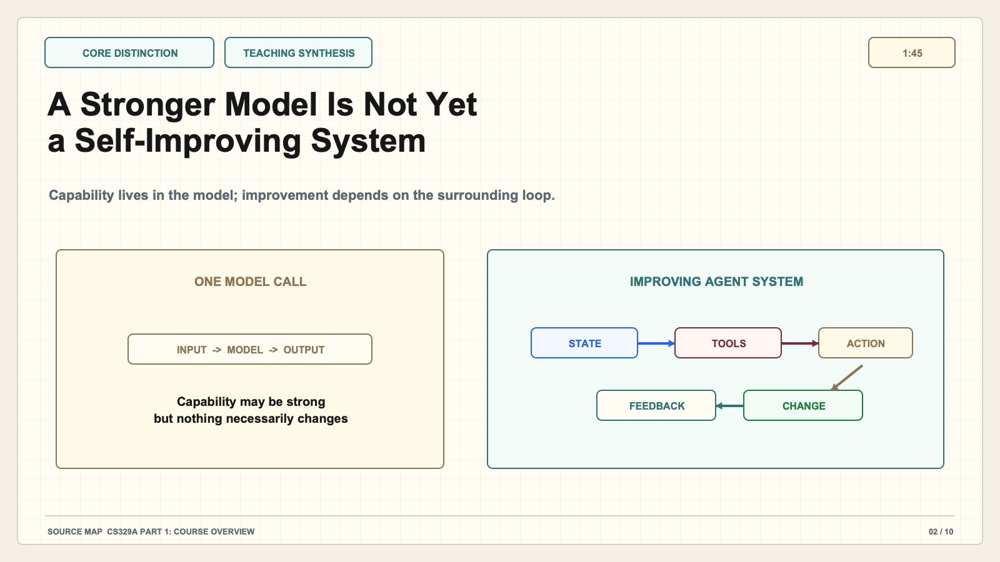 CORE DISTINCTION
TEACHING SYNTHESIS
1:45
A Stronger Model Is Not Yet
a Self-Improving System
Capability lives in the model; improvement depends on the surrounding loop.
ONE MODEL CALL
INPUT -> MODEL -> OUTPUT
Capability may be strong
but nothing necessarily changes
IMPROVING AGENT SYSTEM
STATE
TOOLS
ACTION
FEEDBACK
CHANGE
SOURCE MAP CS329A PART 1: COURSE OVERVIEW
02 / 10